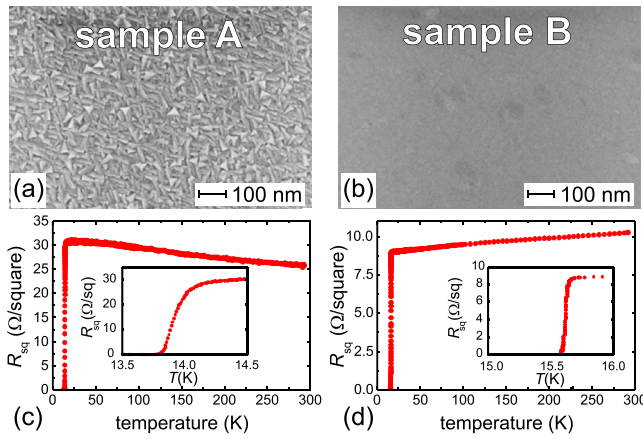 sample A
(a)
100 nm
sample B
(b)
100 nm
35
30
25
20
15
10
5
0
R_sq (Ω/square)
0 50 100 150 200 250 300
temperature (K)
(c)
30
20
10
0
R_sq(Ω/sq)
13.5 14.0 14.5
T(K)
10.0
7.5
5.0
2.5
0.0
R_sq (Ω/square)
0 50 100 150 200 250 300
temperature (K)
(d)
10
8
6
4
2
0
R_sq(Ω/sq)
15.0 15.5 16.0
T(K)